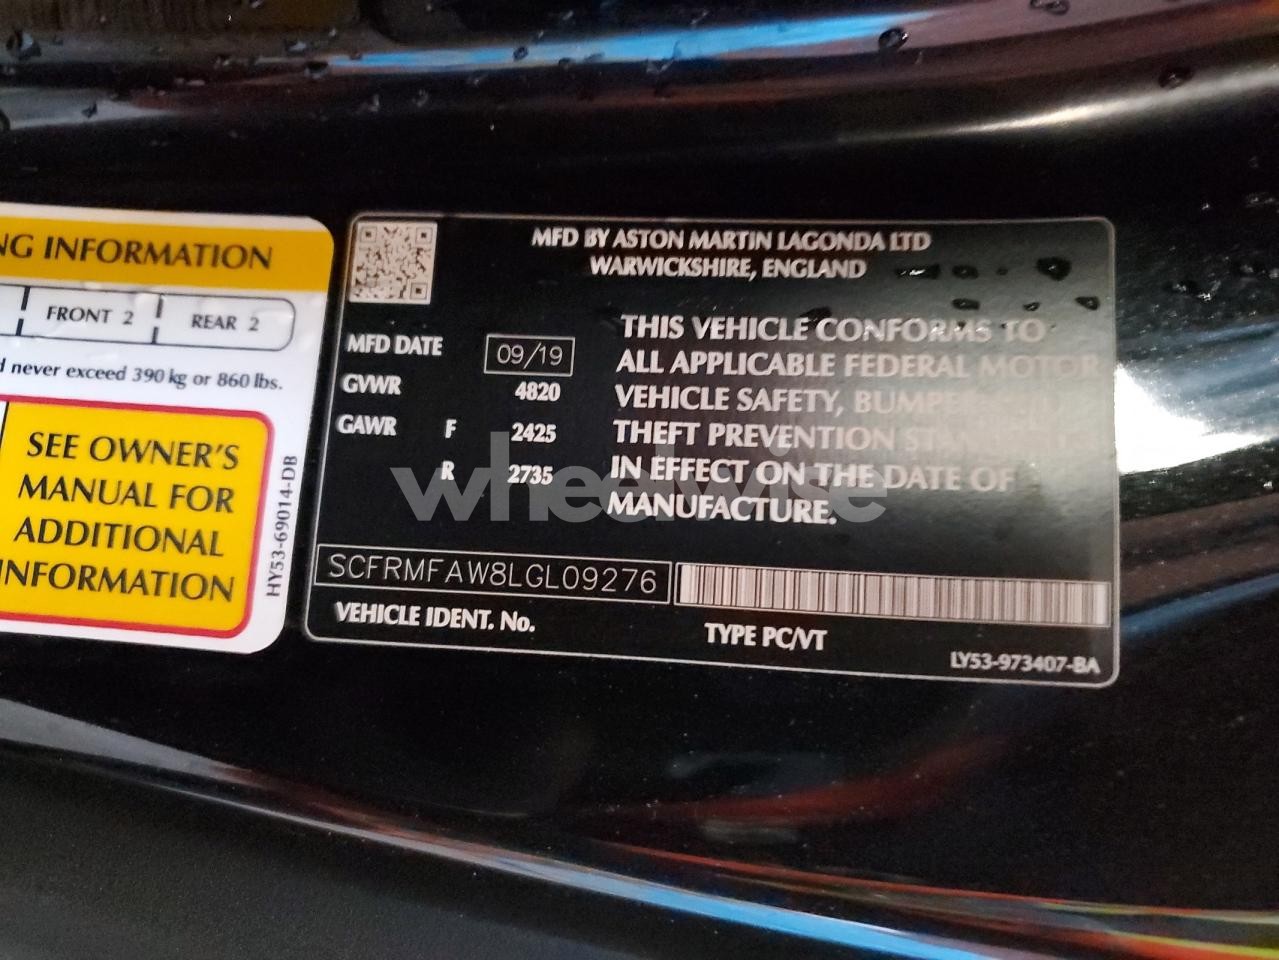 NG INFORMATION
FRONT 2
REAR 2
d never exceed 390 kg or 860 lbs.
SEE OWNER'S
MANUAL FOR
ADDITIONAL
INFORMATION
HY53-69014-DB
MFD BY ASTON MARTIN LAGONDA LTD
WARWICKSHIRE, ENGLAND
MFD DATE 09/19
GVWR 4820
GAWR F 2425
R 2735
THIS VEHICLE CONFORMS TO
ALL APPLICABLE FEDERAL MOTOR
VEHICLE SAFETY,
THEFT PREVENTION
IN EFFECT ON THE DATE OF
MANUFACTURE.
wheelwise
SCFRMFAW8LGL09276
VEHICLE IDENT. No.
TYPE PC/VT
LY53-973407-BA